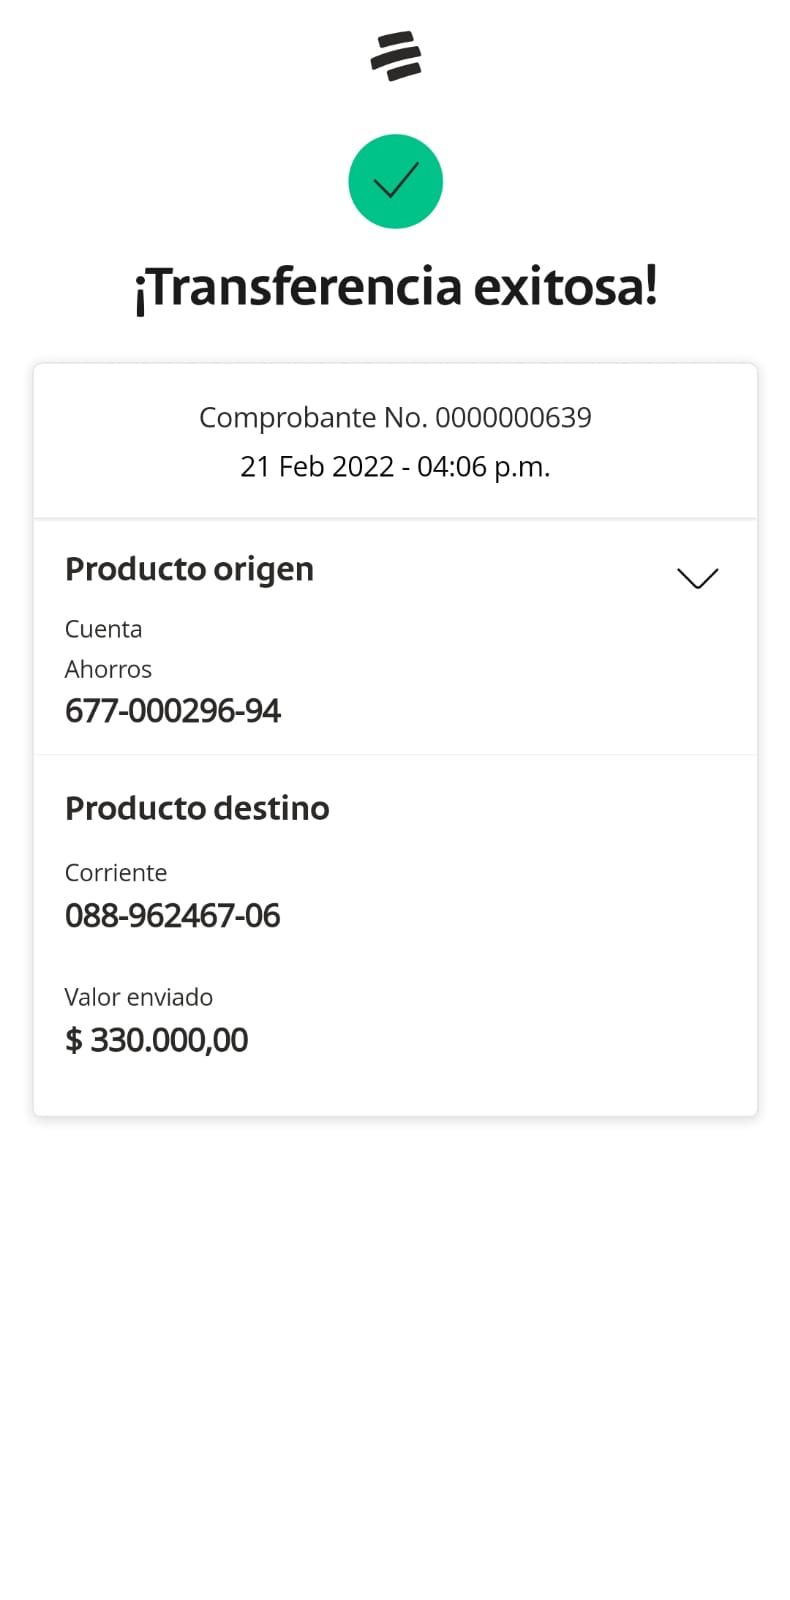 ¡Transferencia exitosa!
Comprobante No. 0000000639
21 Feb 2022 - 04:06 p.m.
Producto origen
Cuenta
Ahorros
677-000296-94
Producto destino
Corriente
088-962467-06
Valor enviado
$ 330.000,00